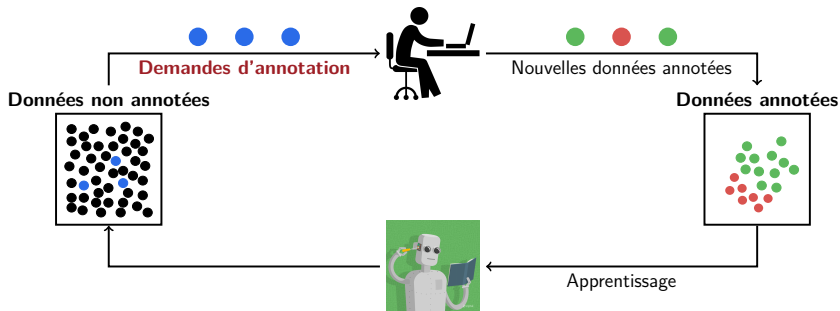 Demandes d'annotation
Nouvelles données annotées
Données non annotées
Données annotées
Apprentissage